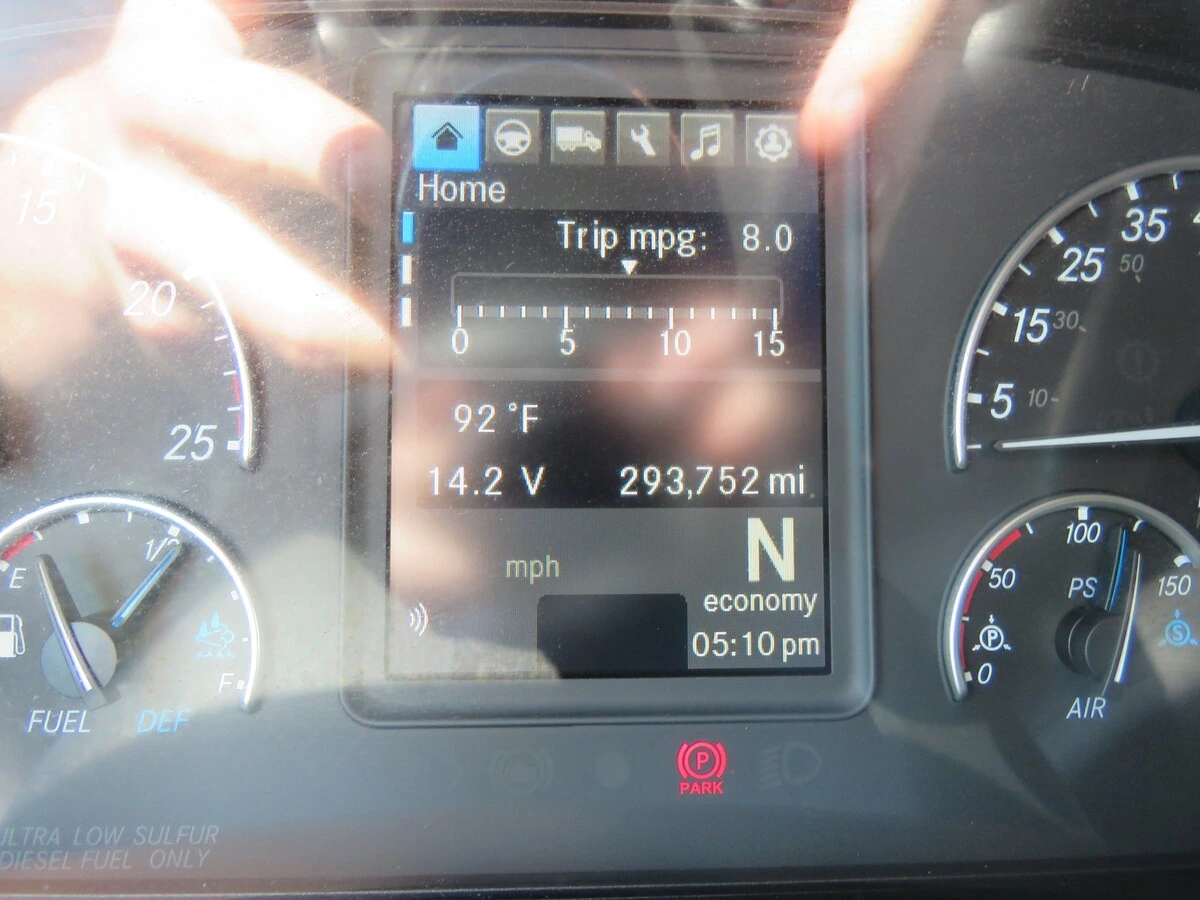 Home
Trip mpg: 8.0
0 5 10 15
92 °F
14.2 V 293,752 mi
mph
N
economy
05:10 pm
15
20
25
E 1/2 F
FUEL DEF
ULTRA LOW SULFUR
DIESEL FUEL ONLY
P
PARK
35
25 50
15 30
5 10
100
50
PS 150
P
S
0
AIR